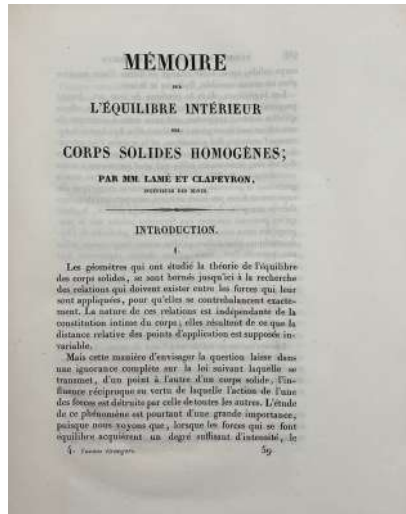 MÉMOIRE
SUR
L'ÉQUILIBRE INTÉRIEUR
DES
CORPS SOLIDES HOMOGÈNES;
PAR MM. LAMÉ ET CLAPEYRON,
INGÉNIEURS DES MINES.
INTRODUCTION.
1
Les géomètres qui ont étudié la théorie de l'équilibre
des corps solides, se sont bornés jusqu'ici à la recherche
des relations qui doivent exister entre les forces qui leur
sont appliquées, pour qu'elles se contrebalancent exacte-
ment. La nature de ces relations est indépendante de la
constitution intime du corps; elles résultent de ce que la
distance relative des points d'application est supposée in-
variable.
Mais cette manière d'envisager la question laisse dans
une ignorance complète sur la loi suivant laquelle se
transmet, d'un point à l'autre d'un corps solide, l'in-
fluence réciproque en vertu de laquelle l'action de l'une
des forces est détruite par celle de toutes les autres. L'étude
de ce phénomène est pourtant d'une grande importance,
puisque nous voyons que, lorsque les forces qui se font
équilibre acquièrent un degré suffisant d'intensité, le
4. Savans étrangers. 59